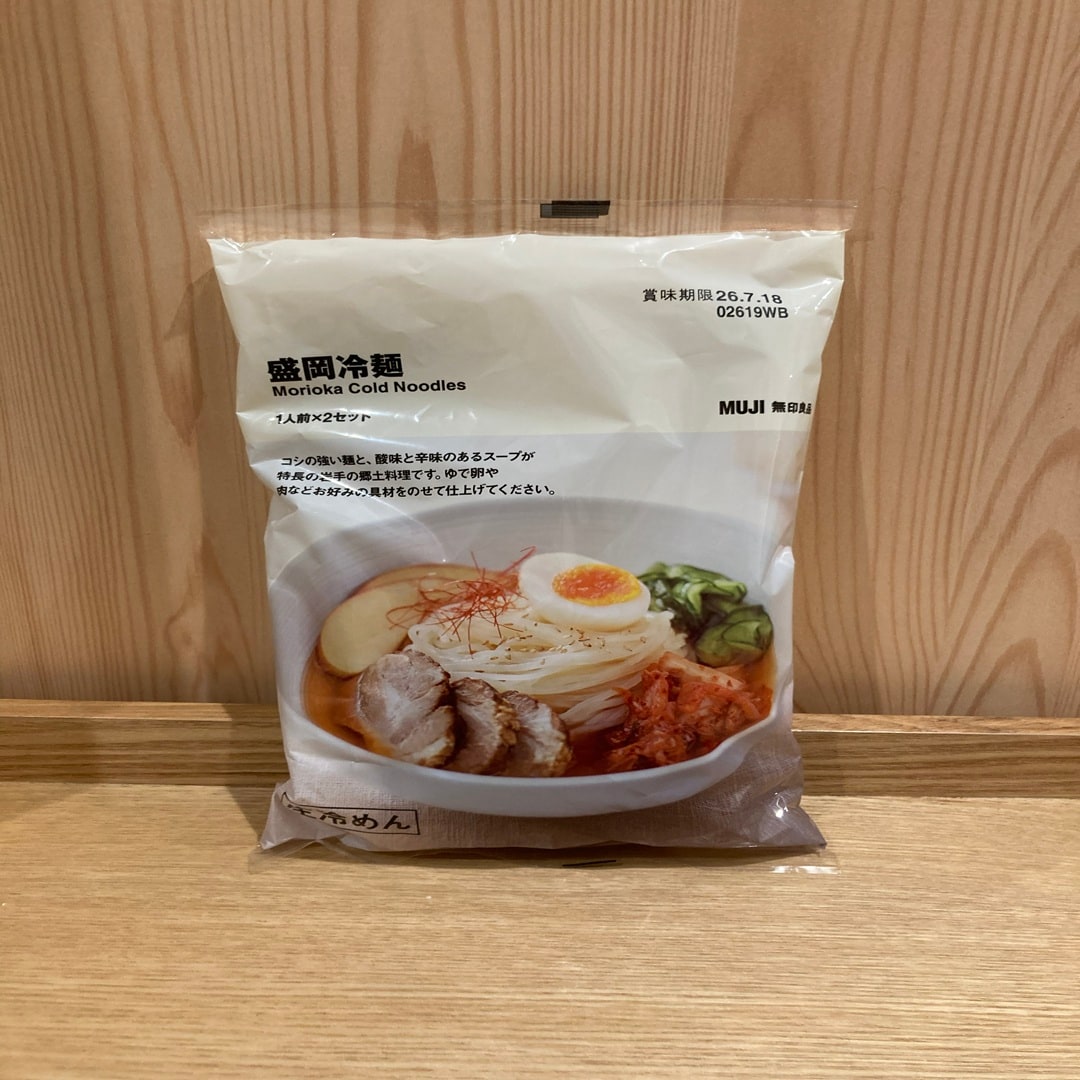 賞味期限26.7.18
02619WB
盛岡冷麺
Morioka Cold Noodles
1人前×2セット
MUJI 無印良品
コシの強い麺と、酸味と辛味のあるスープが
特長の岩手の郷土料理です。ゆで卵や
肉などお好みの具材をのせて仕上げてください。
生冷めん